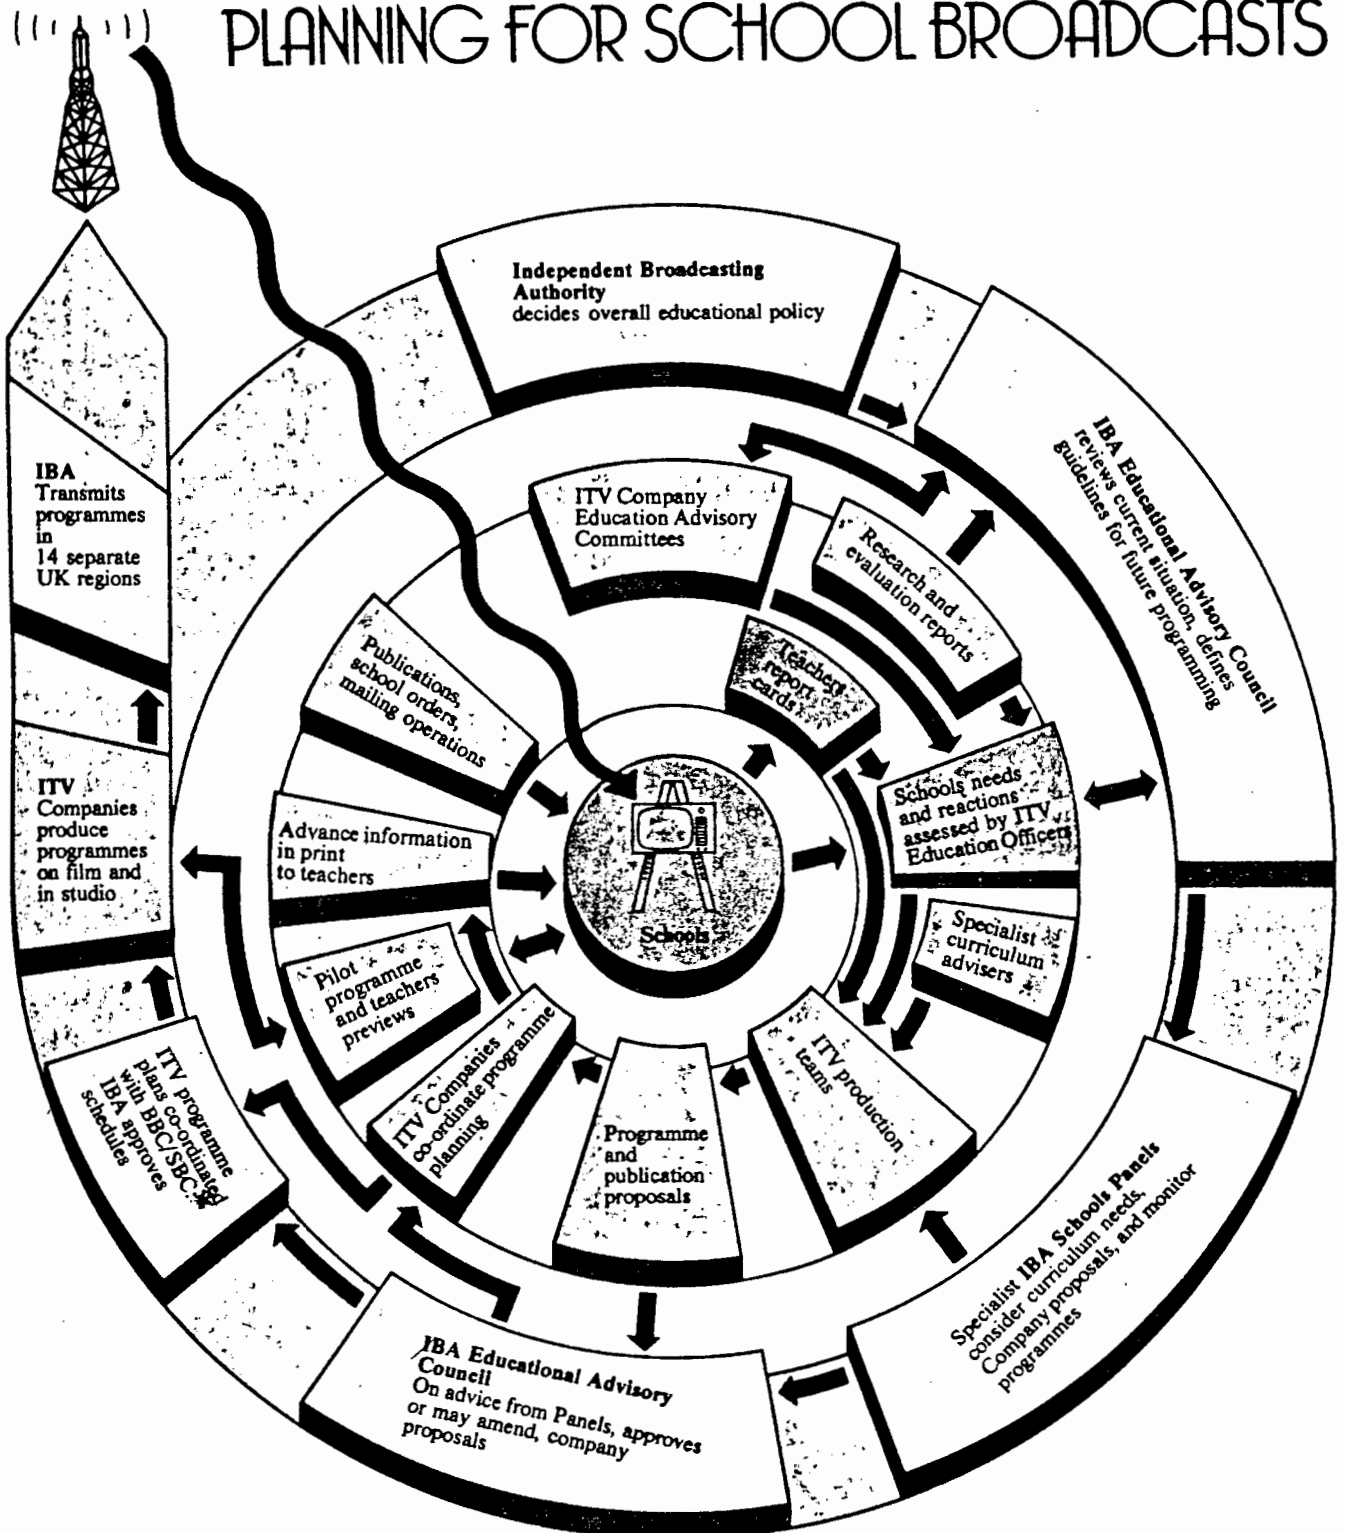 PLANNING FOR SCHOOL BROADCASTS
Independent Broadcasting
Authority
decides overall educational policy
IBA Educational Advisory Council
reviews current situation, defines
guidelines for future programming
IBA
Transmits
programmes
in
14 separate
UK regions
ITV Company
Education Advisory
Committees
Research and
evaluation reports
Teachers
report
cards
Publications,
school orders,
mailing operations
Schools needs
and reactions
assessed by ITV
Education Officers
ITV
Companies
produce
programmes
on film and
in studio
Advance information
in print
to teachers
Schools
Specialist
curriculum
advisers
Pilot
programme
and teachers
previews
ITV Companies
co-ordinate programme
planning
Programme
and
publication
proposals
ITV production
teams
ITV programme
plans co-ordinated
with BBC/SBC
IBA approves
schedules
Specialist IBA Schools Panels
consider curriculum needs,
Company proposals, and monitor
programmes
IBA Educational Advisory
Council
On advice from Panels, approves
or may amend, company
proposals